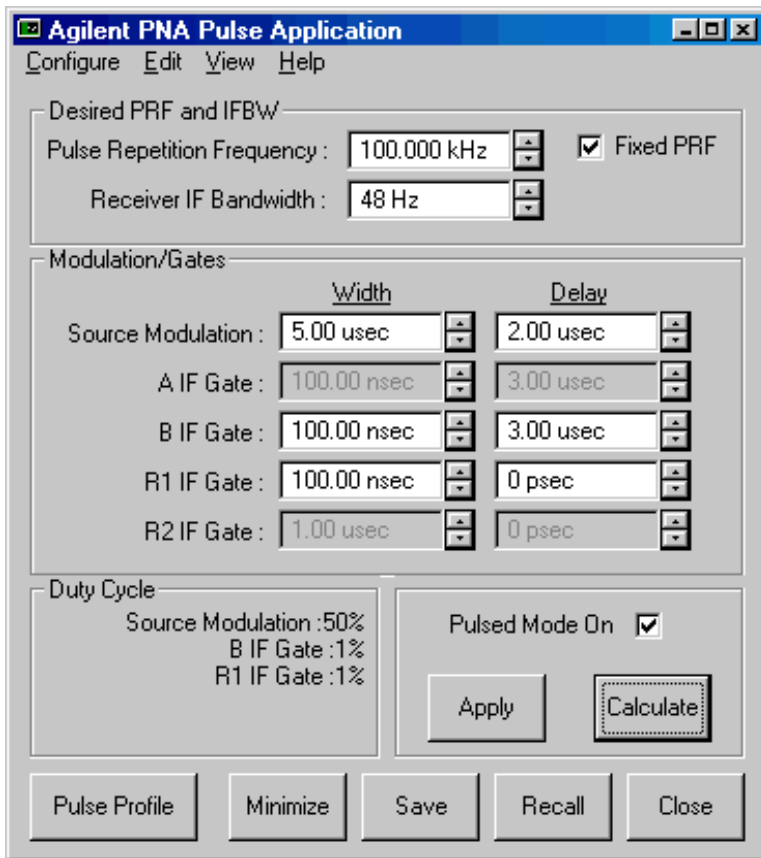 Agilent PNA Pulse Application
Configure Edit View Help
Desired PRF and IFBW
Pulse Repetition Frequency : 100.000 kHz Fixed PRF
Receiver IF Bandwidth : 48 Hz
Modulation/Gates
Width Delay
Source Modulation : 5.00 usec 2.00 usec
A IF Gate : 100.00 nsec 3.00 usec
B IF Gate : 100.00 nsec 3.00 usec
R1 IF Gate : 100.00 nsec 0 psec
R2 IF Gate : 1.00 usec 0 psec
Duty Cycle
Source Modulation :50%
B IF Gate :1%
R1 IF Gate :1%
Pulsed Mode On
Apply Calculate
Pulse Profile Minimize Save Recall Close